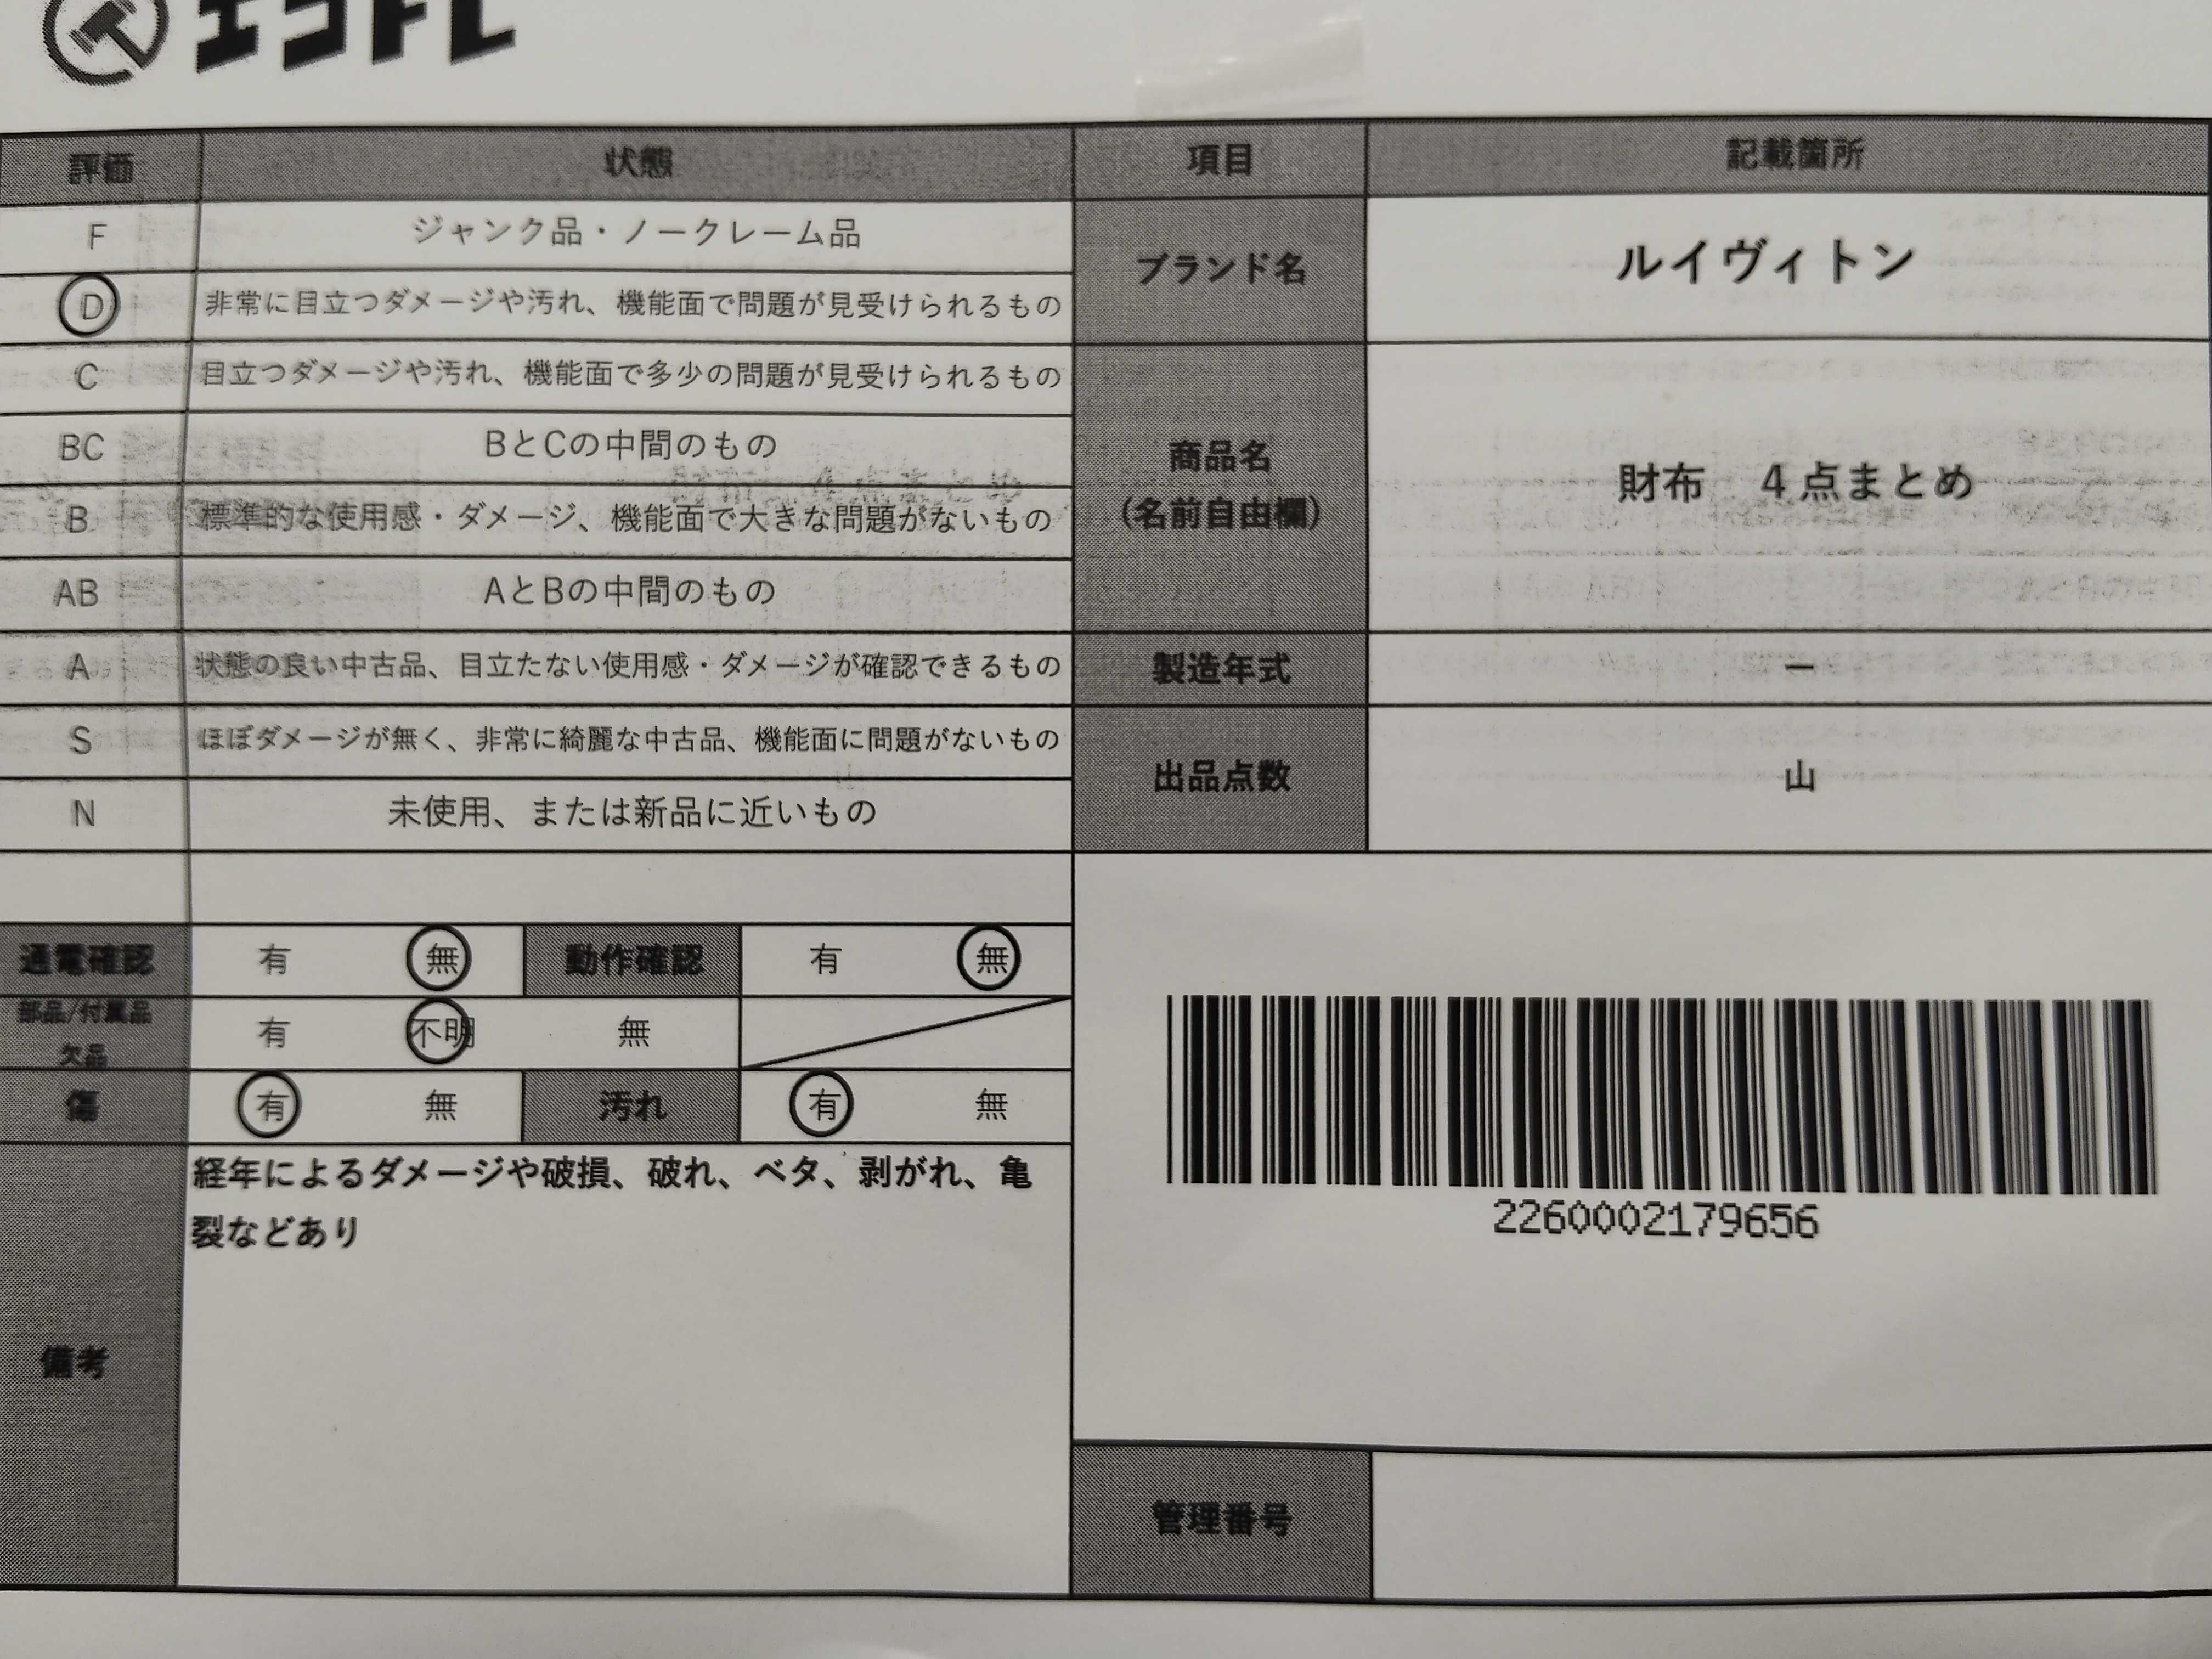 エコトレ
評価 状態 項目 記載箇所
F ジャンク品・ノークレーム品
D 非常に目立つダメージや汚れ、機能面で問題が見受けられるもの
C 目立つダメージや汚れ、機能面で多少の問題が見受けられるもの
BC BとCの中間のもの
B 標準的な使用感・ダメージ、機能面で大きな問題がないもの
AB AとBの中間のもの
A 状態の良い中古品、目立たない使用感・ダメージが確認できるもの
S ほぼダメージが無く、非常に綺麗な中古品、機能面に問題がないもの
N 未使用、または新品に近いもの
ブランド名 ルイヴィトン
商品名
(名前自由欄)
財布 4点まとめ
製造年式 ー
出品点数 山
通電確認 有 無 動作確認 有 無
部品/付属品
欠品
有 不明 無
傷 有 無 汚れ 有 無
備考
経年によるダメージや破損、破れ、ベタ、剥がれ、亀
裂などあり
2260002179656
管理番号